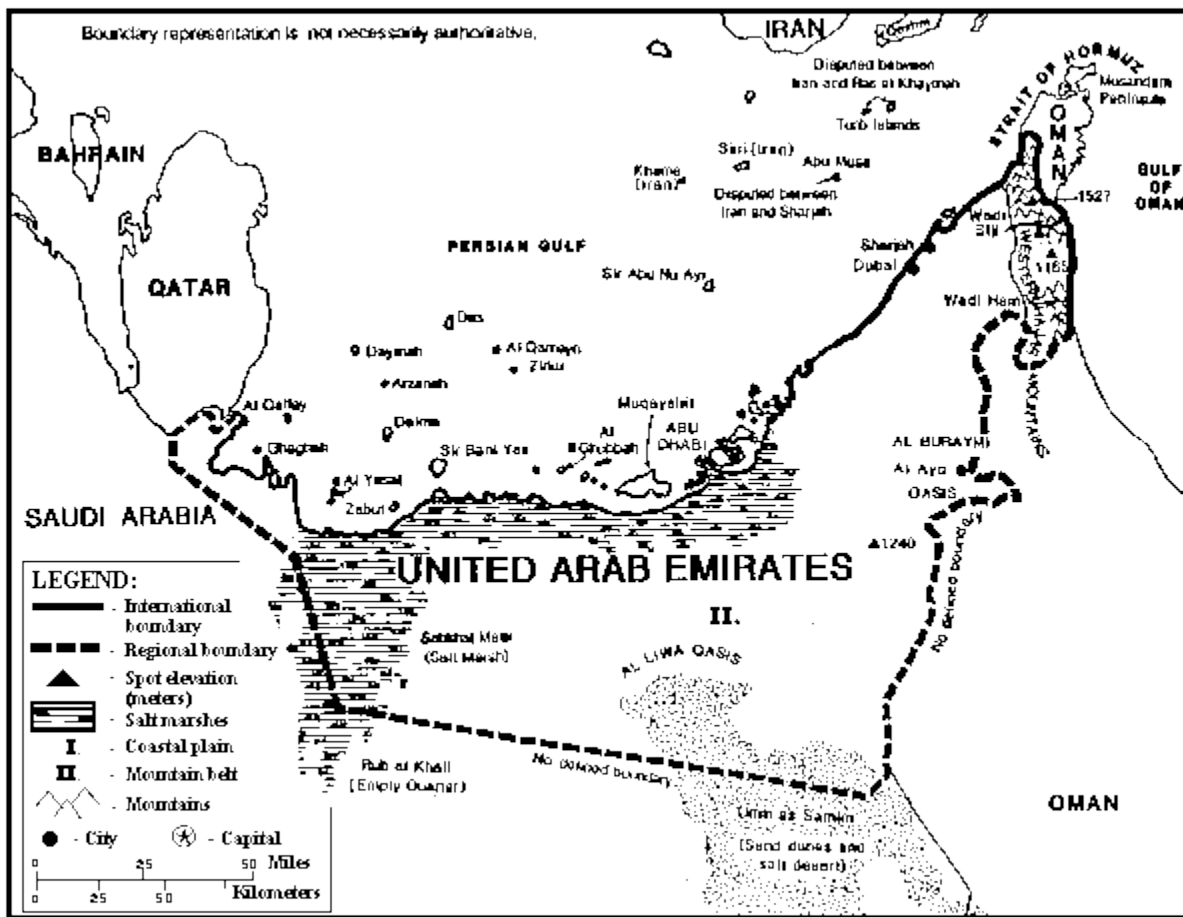 Boundary representation is not necessarily authoritative.
IRAN
Disputed between
Iran and Ras al Khaymah
Tunb Islands
STRAIT OF HORMUZ
Musandam
Peninsula
OMAN
BAHRAIN
QATAR
Sirri (Iran)
Abu Musa
Disputed between
Iran and Sharjah
GULF
OF
OMAN
1527
Wadi
PERSIAN GULF
Sharjah
Dubai
Sir Abu Nu Ayr
Wadi Ham
MOUNTAINS
Das
Dayinah
Al Qarnayn
Zirku
Arzanah
Dalma
Al Qaffay
Ghaghah
Muqayshit
ABU
DHABI
Al
Ghubbah
Sir Bani Yas
Al Yasat
Zabut
AL BURAYMI
Al Ayn
OASIS
SAUDI ARABIA
1240
UNITED ARAB EMIRATES
II.
No defined boundary
Sabkhat Matti
(Salt Marsh)
AL LIWA OASIS
Rub al Khali
(Empty Quarter)
No defined boundary
Umm as Samim
(Sand dunes and
salt desert)
OMAN
LEGEND:
- International
boundary
- Regional boundary
- Spot elevation
(meters)
- Salt marshes
I - Coastal plain
II - Mountain belt
- Mountains
- City
- Capital
0 25 50 Miles
0 25 50 Kilometers